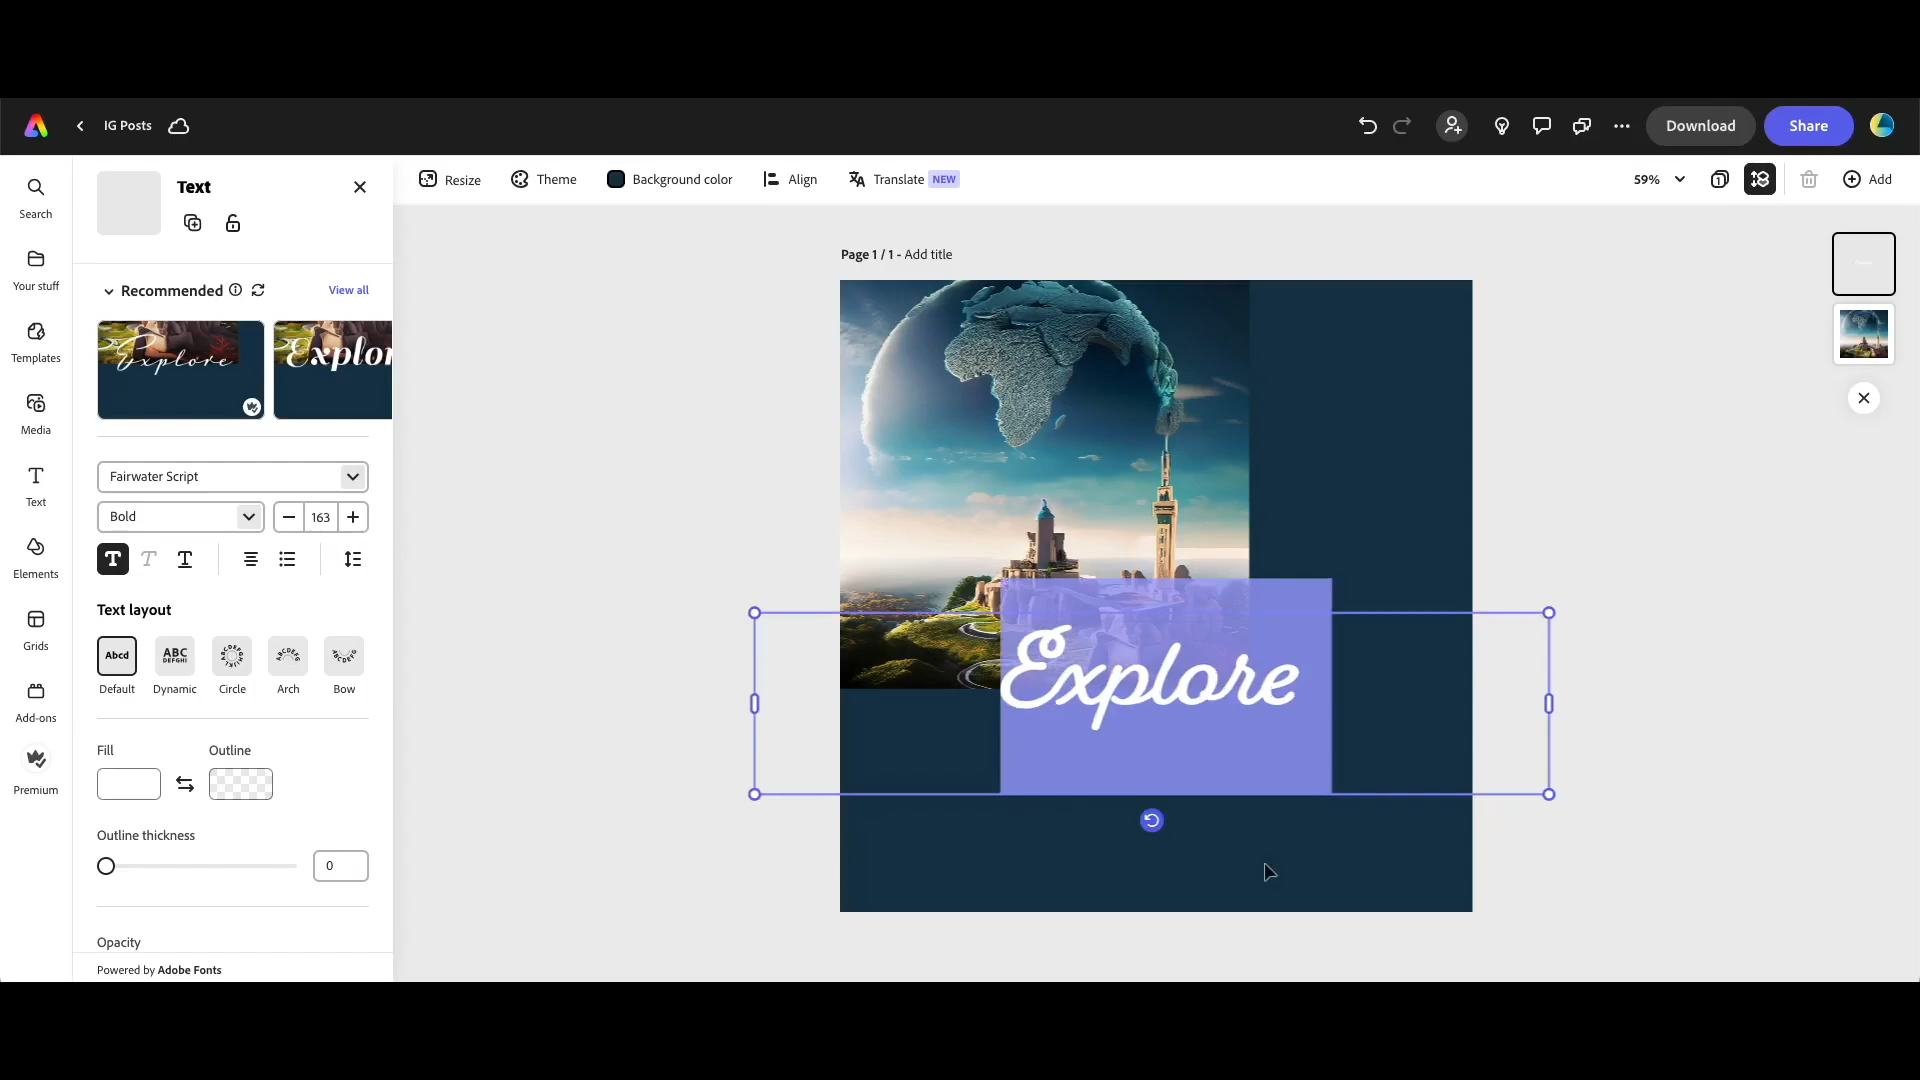 IG Posts
Download
Share
Search
Your stuff
Templates
Media
Text
Elements
Grids
Add-ons
Premium
Text
Recommended
View all
Explore
Explor
Fairwater Script
Bold
163
Text layout
Abcd
ABC
DEFGHI
Default
Dynamic
Circle
Arch
Bow
Fill
Outline
Outline thickness
0
Opacity
Powered by Adobe Fonts
Resize
Theme
Background color
Align
Translate NEW
59%
1
Add
Page 1 / 1 - Add title
Explore